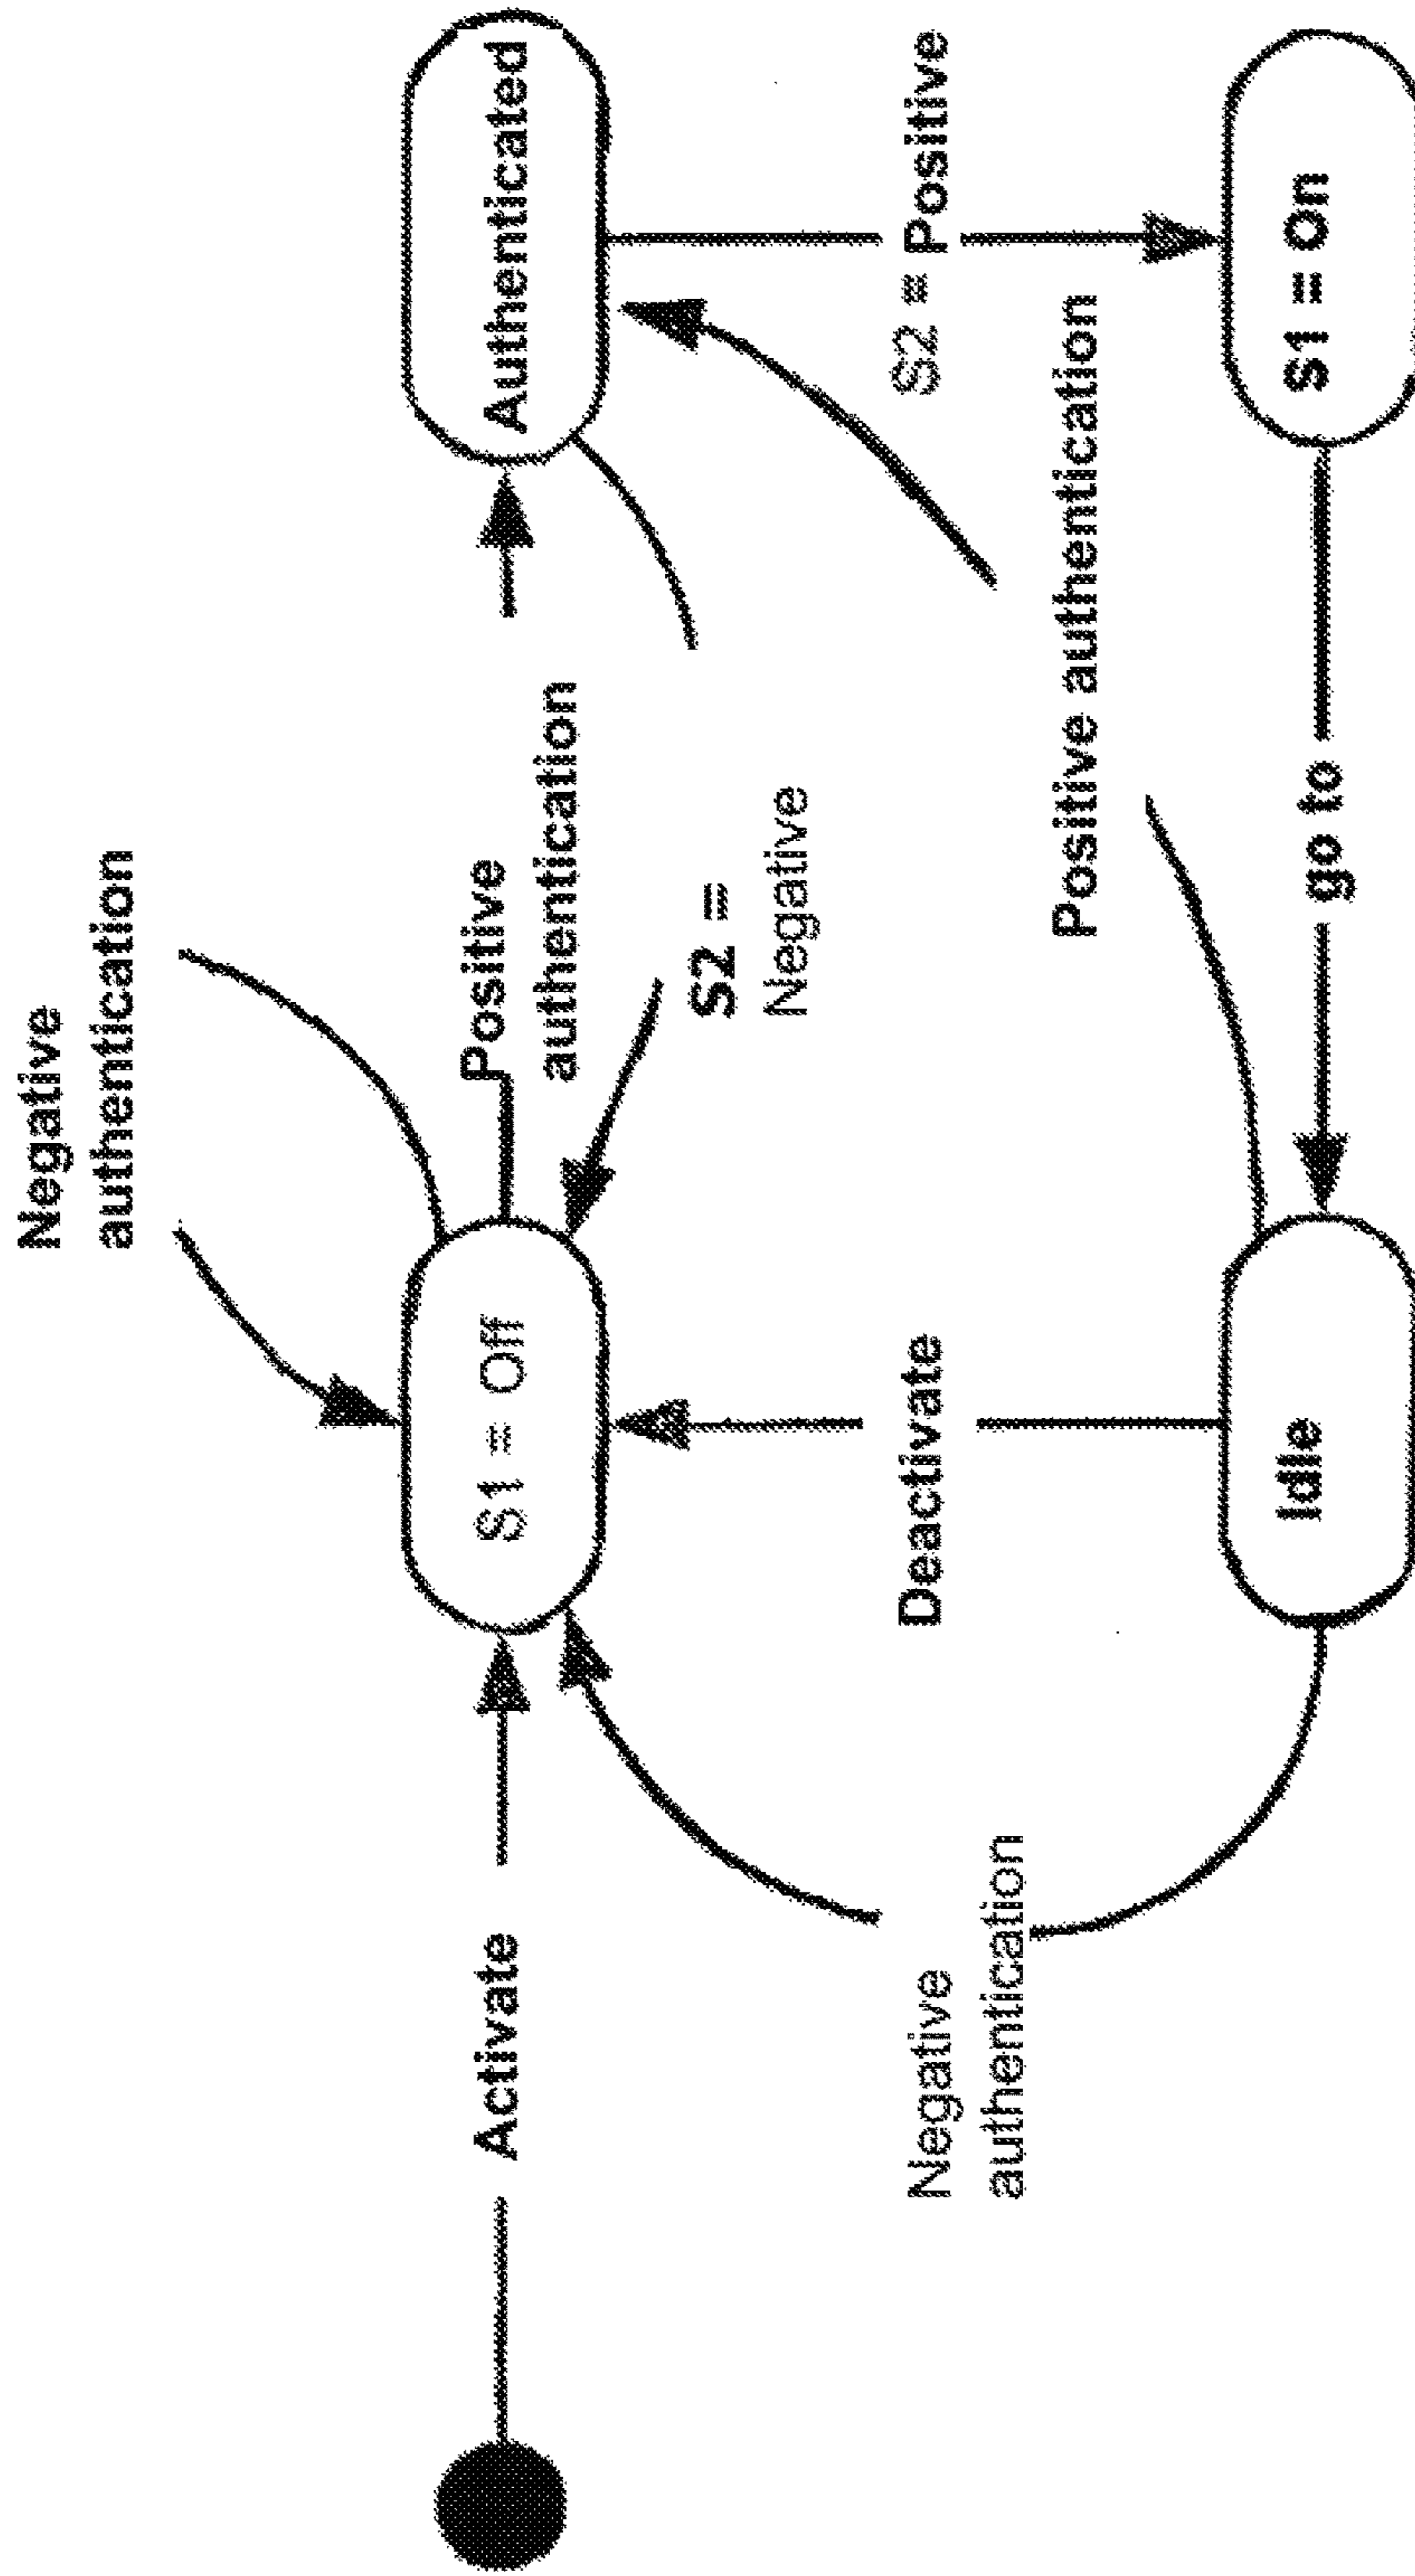 Negative
authentication
Activate
S1 = Off
Positive
authentication
Authenticated
S2 =
Negative
Negative
authentication
Deactivate
S2 = Positive
Positive authentication
Idle
go to
S1 = On